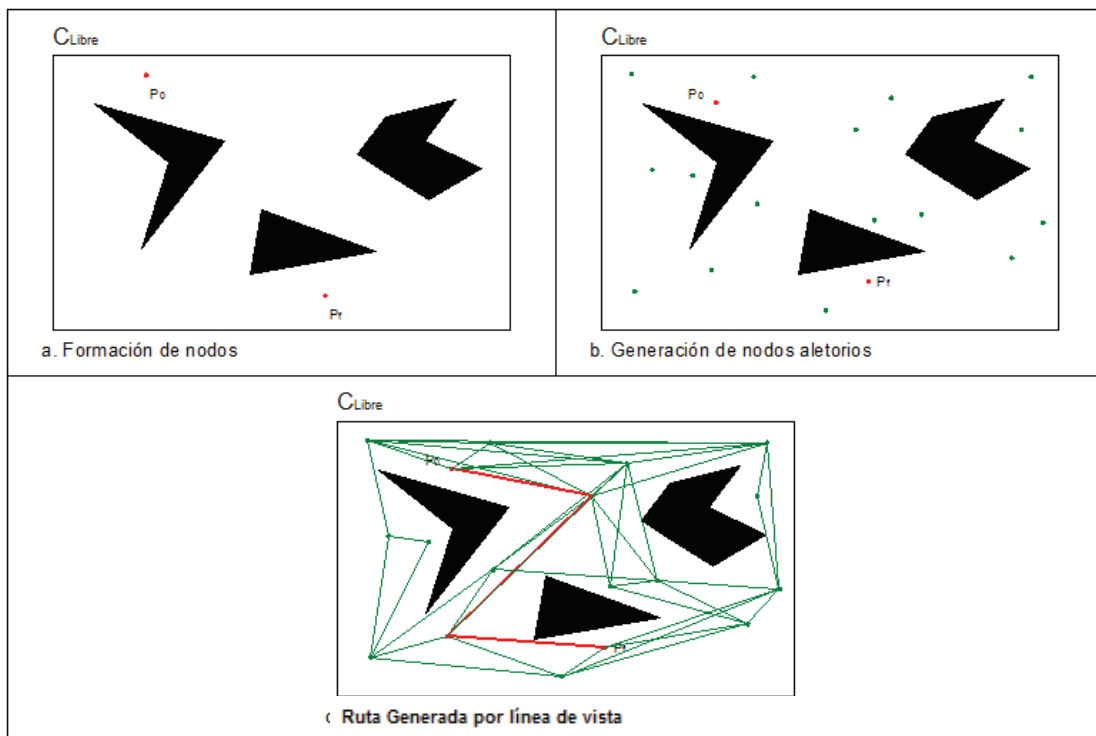 CLibre
Po
Pf
a. Formación de nodos
CLibre
Po
Pf
b. Generación de nodos aletorios
CLibre
Po
Pf
c Ruta Generada por línea de vista